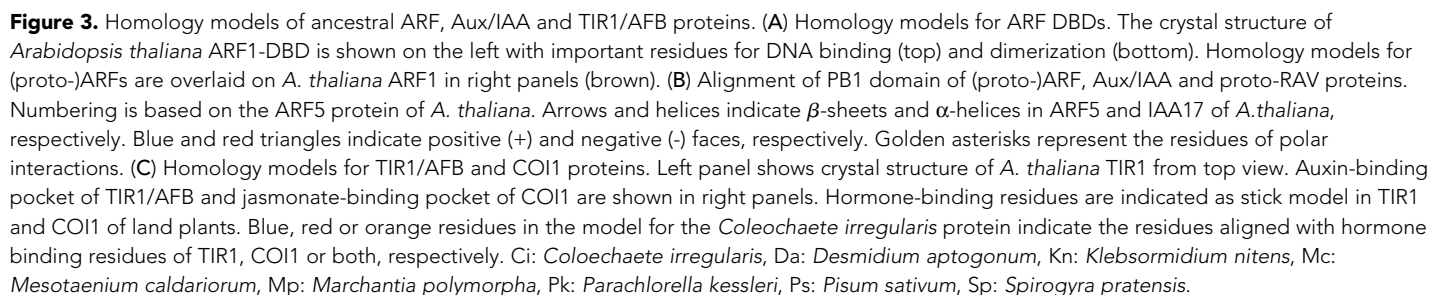 Figure 3. Homology models of ancestral ARF, Aux/IAA and TIR1/AFB proteins. (A) Homology models for ARF DBDs. The crystal structure of
Arabidopsis thaliana ARF1-DBD is shown on the left with important residues for DNA binding (top) and dimerization (bottom). Homology models for
(proto-)ARFs are overlaid on A. thaliana ARF1 in right panels (brown). (B) Alignment of PB1 domain of (proto-)ARF, Aux/IAA and proto-RAV proteins.
Numbering is based on the ARF5 protein of A. thaliana. Arrows and helices indicate β-sheets and α-helices in ARF5 and IAA17 of A.thaliana,
respectively. Blue and red triangles indicate positive (+) and negative (-) faces, respectively. Golden asterisks represent the residues of polar
interactions. (C) Homology models for TIR1/AFB and COI1 proteins. Left panel shows crystal structure of A. thaliana TIR1 from top view. Auxin-binding
pocket of TIR1/AFB and jasmonate-binding pocket of COI1 are shown in right panels. Hormone-binding residues are indicated as stick model in TIR1
and COI1 of land plants. Blue, red or orange residues in the model for the Coleochaete irregularis protein indicate the residues aligned with hormone
binding residues of TIR1, COI1 or both, respectively. Ci: Coloechaete irregularis, Da: Desmidium aptogonum, Kn: Klebsormidium nitens, Mc:
Mesotaenium caldariorum, Mp: Marchantia polymorpha, Pk: Parachlorella kessleri, Ps: Pisum sativum, Sp: Spirogyra pratensis.